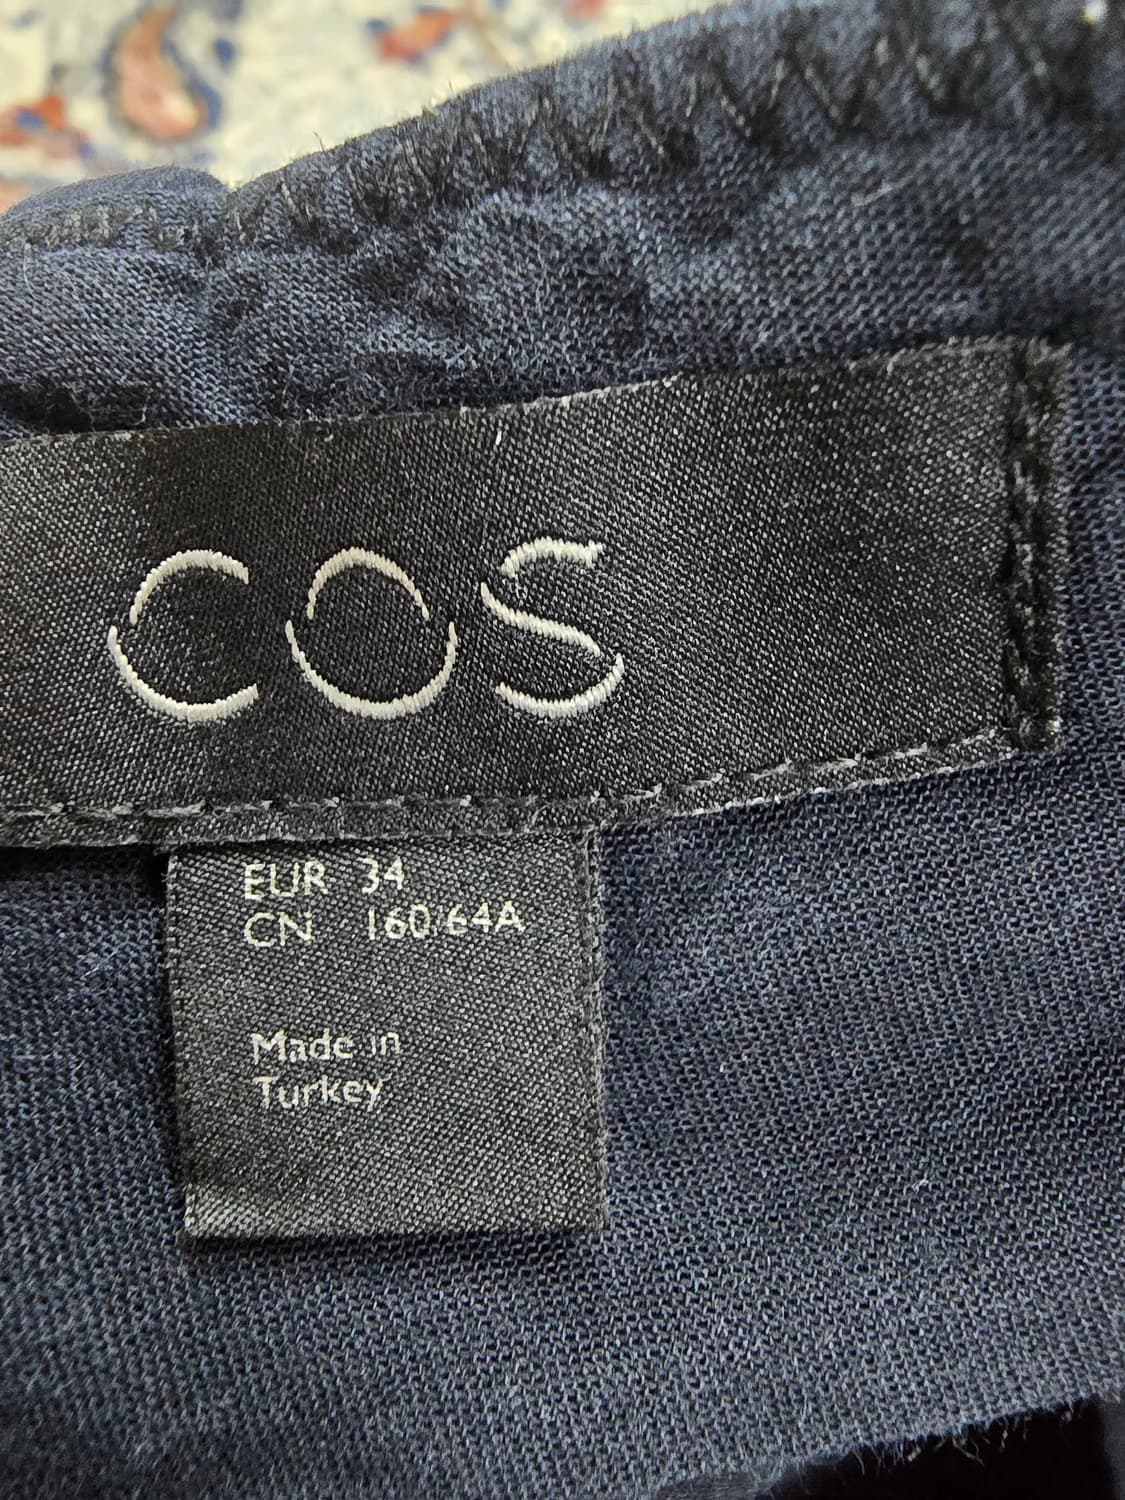 COS
EUR 34
CN 160/64A
Made in
Turkey